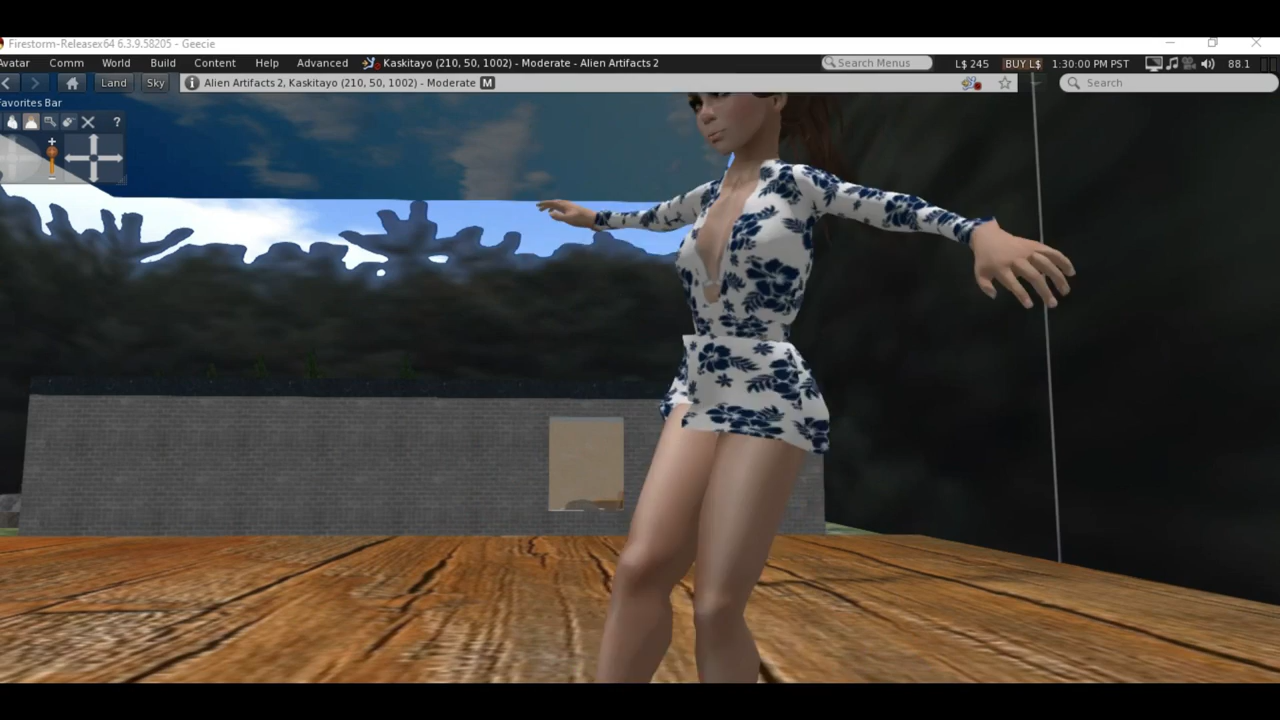 Firestorm-Releasex64 6.3.9.58205 - Geecie
Avatar Comm World Build Content Help Advanced Kaskitayo (210, 50, 1002) - Moderate - Alien Artifacts 2 Search Menus L$ 245 BUY L$ 1:30:00 PM PST 88.1
Land Sky Alien Artifacts 2, Kaskitayo (210, 50, 1002) - Moderate M Search
Favorites Bar
?